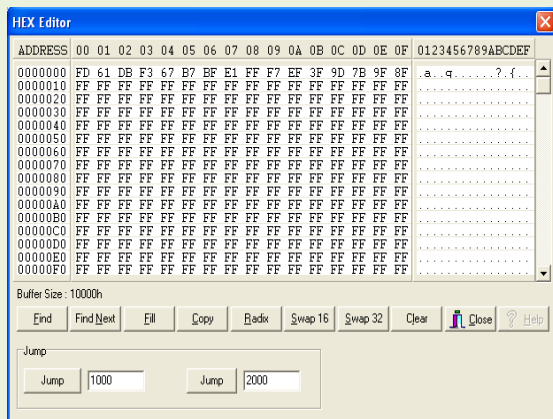 HEX Editor
ADDRESS 00 01 02 03 04 05 06 07 08 09 0A 0B 0C 0D 0E 0F 0123456789ABCDEF
0000000 FD 61 DB F3 67 B7 BF E1 FF F7 EF 3F 9D 7B 9F 8F .a..g......?.{..
0000010 FF FF FF FF FF FF FF FF FF FF FF FF FF FF FF FF ................
0000020 FF FF FF FF FF FF FF FF FF FF FF FF FF FF FF FF ................
0000030 FF FF FF FF FF FF FF FF FF FF FF FF FF FF FF FF ................
0000040 FF FF FF FF FF FF FF FF FF FF FF FF FF FF FF FF ................
0000050 FF FF FF FF FF FF FF FF FF FF FF FF FF FF FF FF ................
0000060 FF FF FF FF FF FF FF FF FF FF FF FF FF FF FF FF ................
0000070 FF FF FF FF FF FF FF FF FF FF FF FF FF FF FF FF ................
0000080 FF FF FF FF FF FF FF FF FF FF FF FF FF FF FF FF ................
0000090 FF FF FF FF FF FF FF FF FF FF FF FF FF FF FF FF ................
00000A0 FF FF FF FF FF FF FF FF FF FF FF FF FF FF FF FF ................
00000B0 FF FF FF FF FF FF FF FF FF FF FF FF FF FF FF FF ................
00000C0 FF FF FF FF FF FF FF FF FF FF FF FF FF FF FF FF ................
00000D0 FF FF FF FF FF FF FF FF FF FF FF FF FF FF FF FF ................
00000E0 FF FF FF FF FF FF FF FF FF FF FF FF FF FF FF FF ................
00000F0 FF FF FF FF FF FF FF FF FF FF FF FF FF FF FF FF ................
Buffer Size : 10000h
Find Find Next Fill Copy Radix Swap 16 Swap 32 Clear Close ? Help
Jump
Jump 1000 Jump 2000